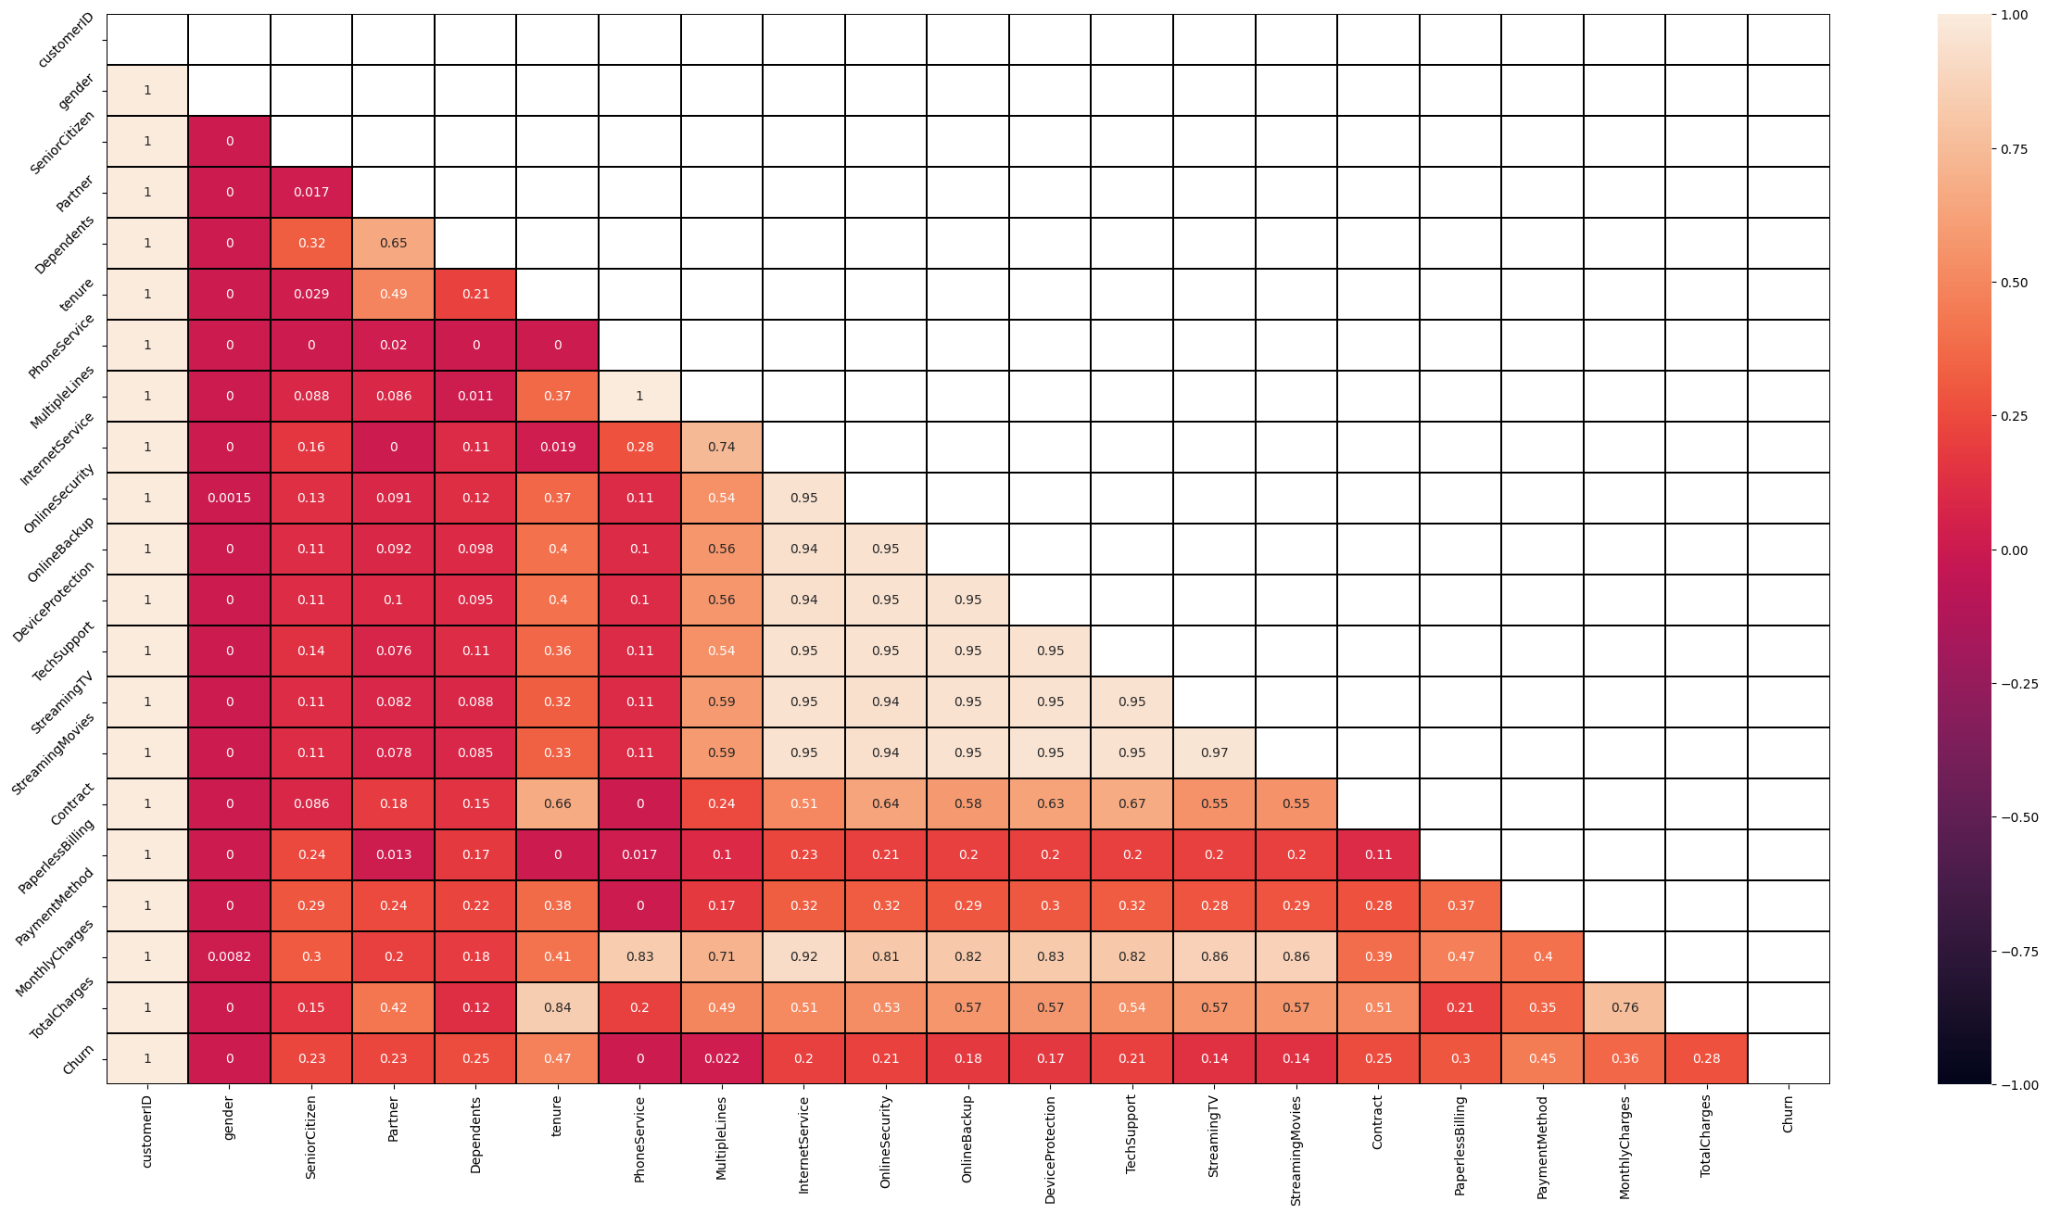 customerID
1.00
gender 1
SeniorCitizen 1 0
0.75
Partner 1 0 0.017
Dependents 1 0 0.32 0.65
tenure 1 0 0.029 0.49 0.21
0.50
PhoneService 1 0 0 0.02 0 0
MultipleLines 1 0 0.088 0.086 0.011 0.37 1
0.25
InternetService 1 0 0.16 0 0.11 0.019 0.28 0.74
OnlineSecurity 1 0.0015 0.13 0.091 0.12 0.37 0.11 0.54 0.95
OnlineBackup 1 0 0.11 0.092 0.098 0.4 0.1 0.56 0.94 0.95
0.00
DeviceProtection 1 0 0.11 0.1 0.095 0.4 0.1 0.56 0.94 0.95 0.95
TechSupport 1 0 0.14 0.076 0.11 0.36 0.11 0.54 0.95 0.95 0.95 0.95
−0.25
StreamingTV 1 0 0.11 0.082 0.088 0.32 0.11 0.59 0.95 0.94 0.95 0.95 0.95
StreamingMovies 1 0 0.11 0.078 0.085 0.33 0.11 0.59 0.95 0.94 0.95 0.95 0.95 0.97
Contract 1 0 0.086 0.18 0.15 0.66 0 0.24 0.51 0.64 0.58 0.63 0.67 0.55 0.55
−0.50
PaperlessBilling 1 0 0.24 0.013 0.17 0 0.017 0.1 0.23 0.21 0.2 0.2 0.2 0.2 0.2 0.11
PaymentMethod 1 0 0.29 0.24 0.22 0.38 0 0.17 0.32 0.32 0.29 0.3 0.32 0.28 0.29 0.28 0.37
−0.75
MonthlyCharges 1 0.0082 0.3 0.2 0.18 0.41 0.83 0.71 0.92 0.81 0.82 0.83 0.82 0.86 0.86 0.39 0.47 0.4
TotalCharges 1 0 0.15 0.42 0.12 0.84 0.2 0.49 0.51 0.53 0.57 0.57 0.54 0.57 0.57 0.51 0.21 0.35 0.76
Churn 1 0 0.23 0.23 0.25 0.47 0 0.022 0.2 0.21 0.18 0.17 0.21 0.14 0.14 0.25 0.3 0.45 0.36 0.28
−1.00
customerID
gender
SeniorCitizen
Partner
Dependents
tenure
PhoneService
MultipleLines
InternetService
OnlineSecurity
OnlineBackup
DeviceProtection
TechSupport
StreamingTV
StreamingMovies
Contract
PaperlessBilling
PaymentMethod
MonthlyCharges
TotalCharges
Churn